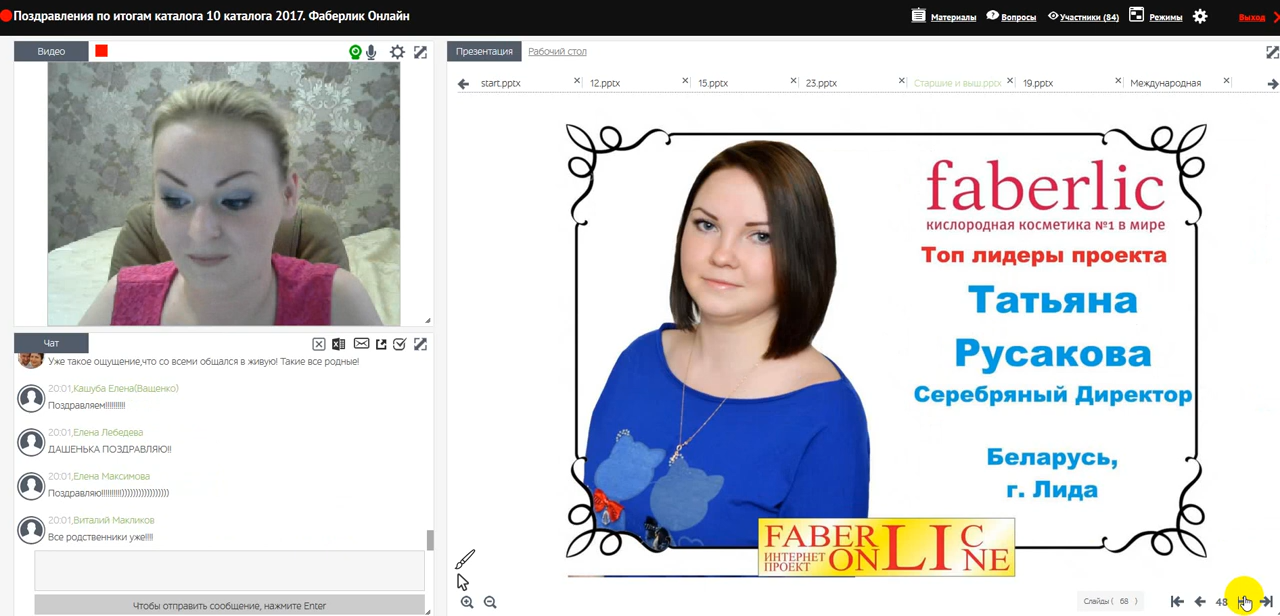 Поздравления по итогам каталога 10 каталога 2017. Фаберлик Онлайн
Материалы
Вопросы
Участники (84)
Режимы
Выход
Видео
Презентация
Рабочий стол
start.pptx
12.pptx
15.pptx
23.pptx
Старшие и выш.pptx
19.pptx
Международная
faberlic
кислородная косметика №1 в мире
Топ лидеры проекта
Татьяна
Русакова
Серебряный Директор
Беларусь,
г. Лида
FABERLIC
ONLINE
ИНТЕРНЕТ
ПРОЕКТ
Чат
Уже такое ощущение,что со всеми общался в живую! Такие все родные!
20:01,Кашуба Елена(Ващенко)
Поздравляем!!!!!!!!!!
20:01,Елена Лебедева
ДАШЕНЬКА ПОЗДРАВЛЯЮ!!
20:01,Елена Максимова
Поздравляю!!!!!!!!!!))))))))))))))))))
20:01,Виталий Макликов
Все родственники уже!!!!
Чтобы отправить сообщение, нажмите Enter
Слайды ( 68 )
48